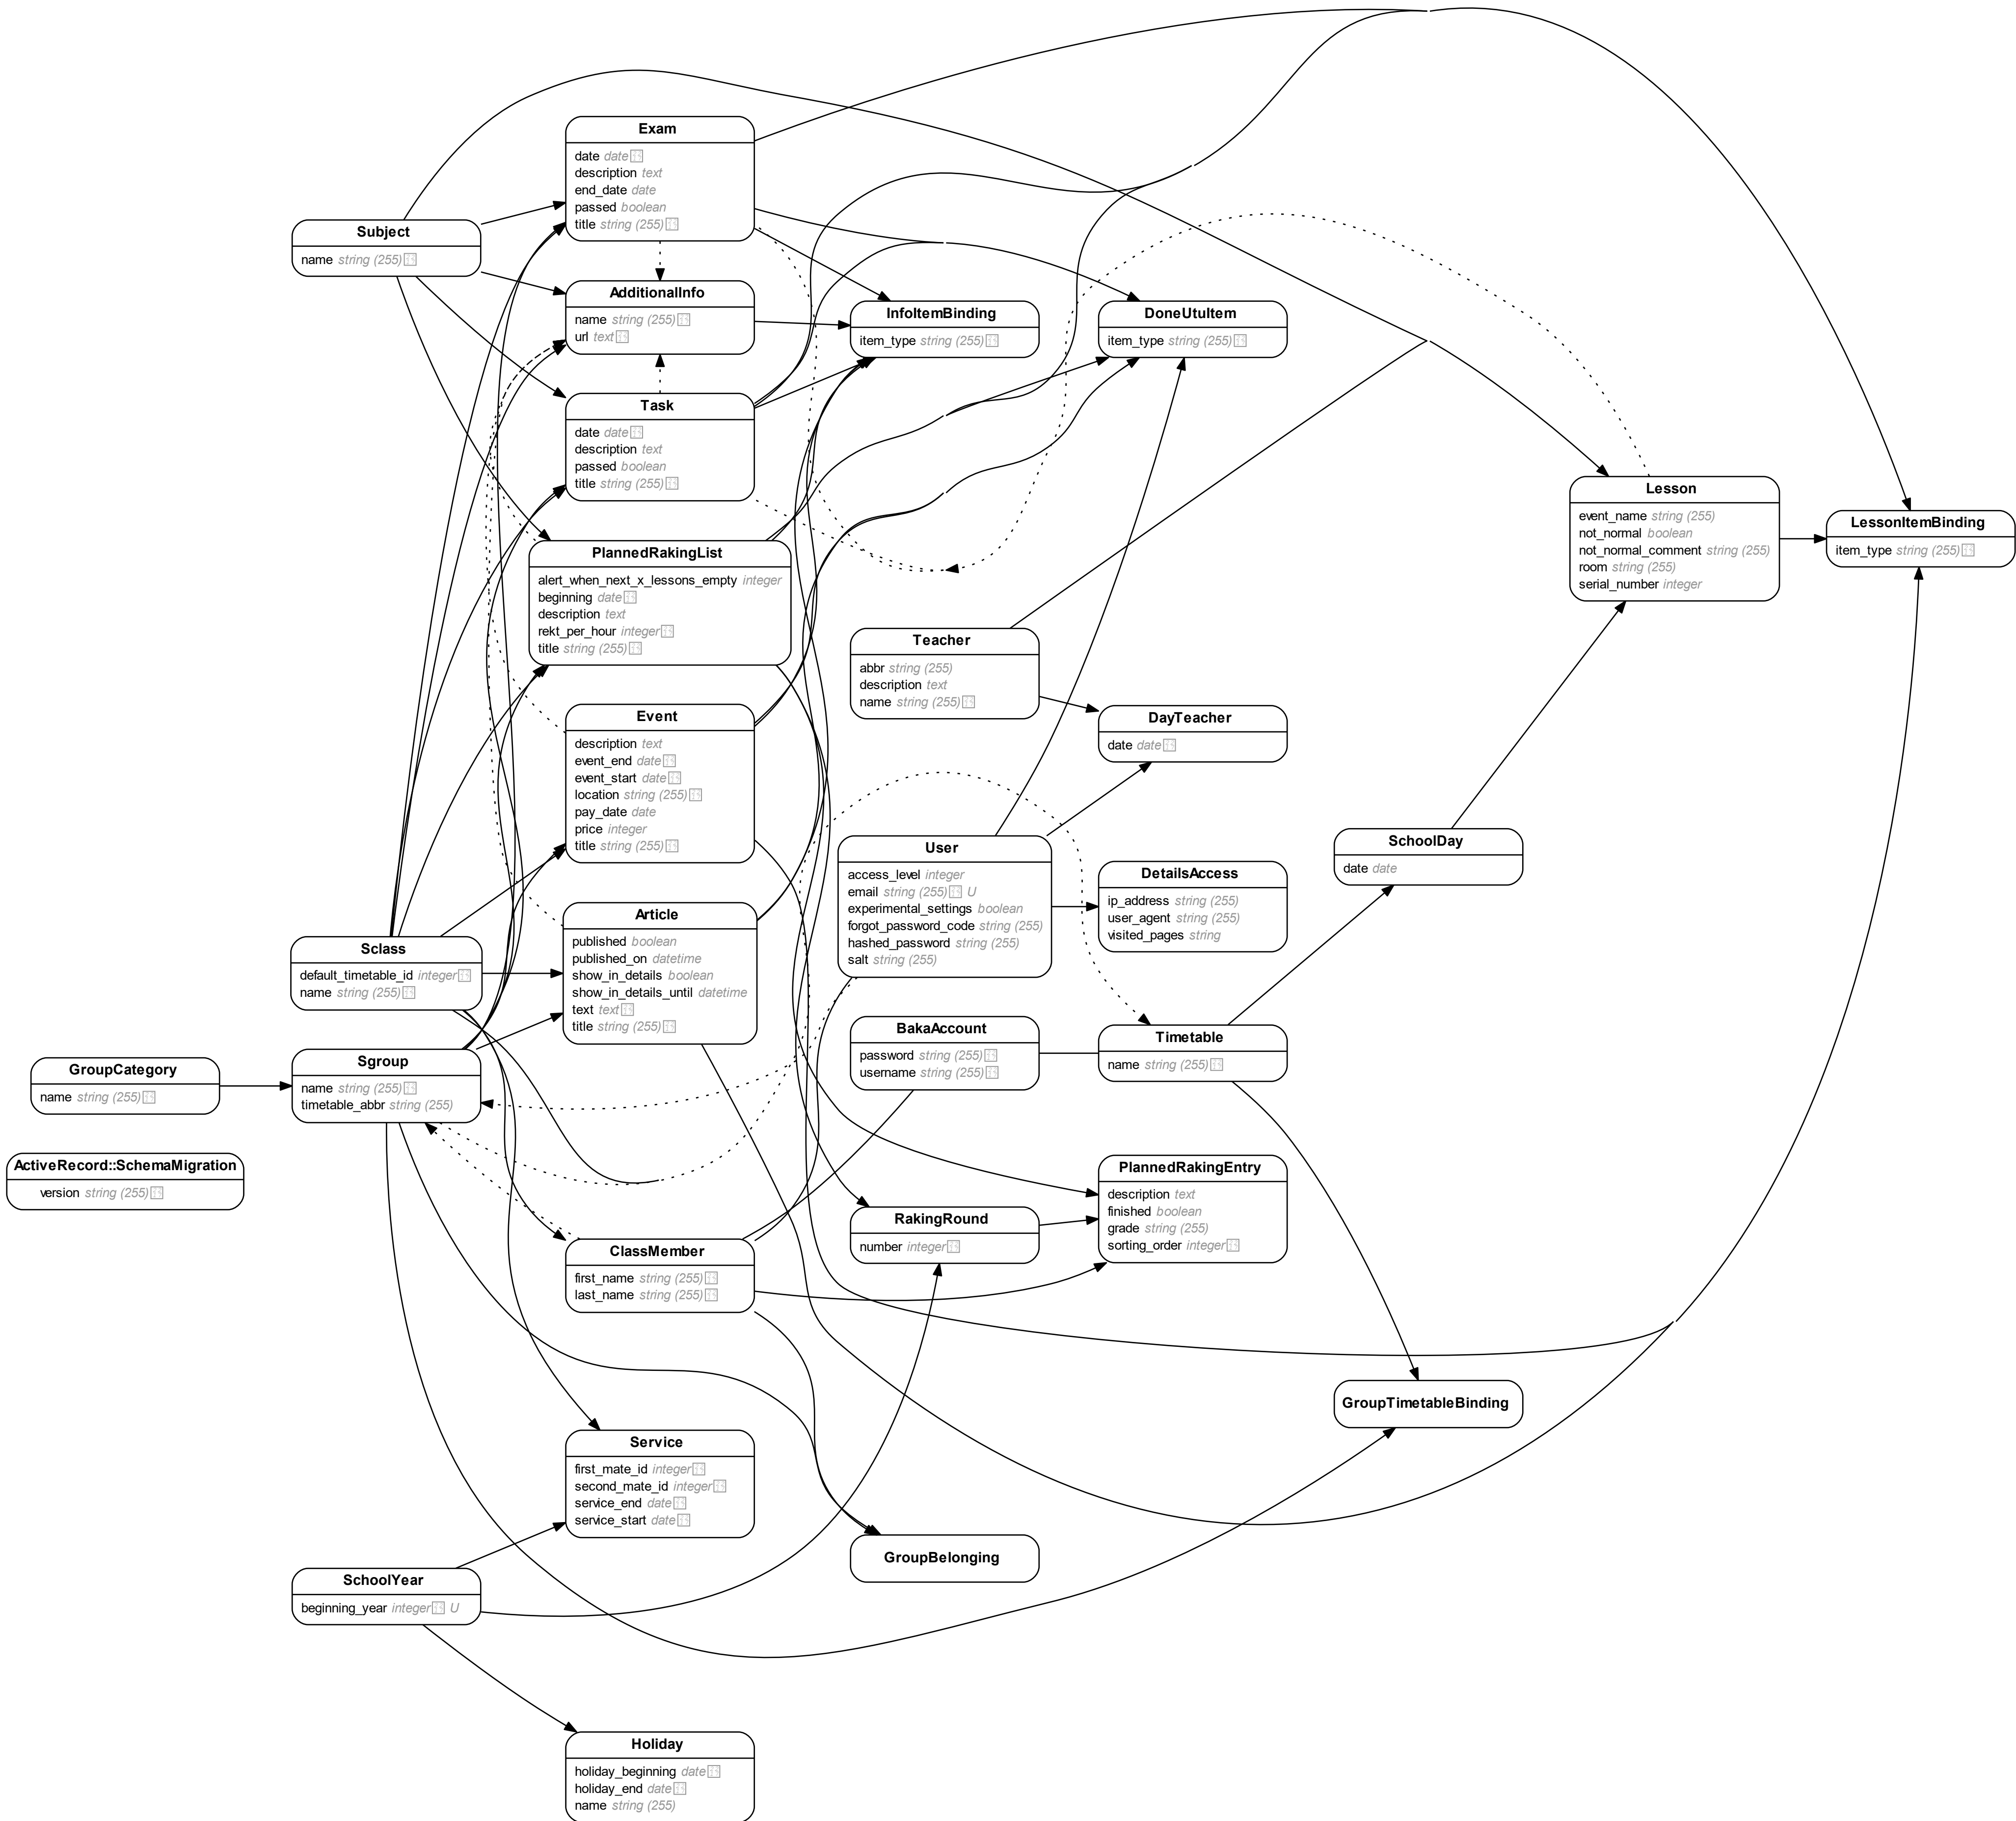 Exam
date date
description text
end_date date
passed boolean
title string (255)
Subject
name string (255)
AdditionalInfo
name string (255)
url text
InfoItemBinding
item_type string (255)
DoneUtuItem
item_type string (255)
Task
date date
description text
passed boolean
title string (255)
Lesson
event_name string (255)
not_normal boolean
not_normal_comment string (255)
room string (255)
serial_number integer
LessonItemBinding
item_type string (255)
PlannedRakingList
alert_when_next_x_lessons_empty integer
beginning date
description text
rekt_per_hour integer
title string (255)
Teacher
abbr string (255)
description text
name string (255)
DayTeacher
date date
Event
description text
event_end date
event_start date
location string (255)
pay_date date
price integer
title string (255)
User
access_level integer
email string (255) U
experimental_settings boolean
forgot_password_code string (255)
hashed_password string (255)
salt string (255)
DetailsAccess
ip_address string (255)
user_agent string (255)
visited_pages string
SchoolDay
date date
Article
published boolean
published_on datetime
show_in_details boolean
show_in_details_until datetime
text text
title string (255)
Sclass
default_timetable_id integer
name string (255)
BakaAccount
password string (255)
username string (255)
Timetable
name string (255)
GroupCategory
name string (255)
Sgroup
name string (255)
timetable_abbr string (255)
ActiveRecord::SchemaMigration
version string (255)
PlannedRakingEntry
description text
finished boolean
grade string (255)
sorting_order integer
RakingRound
number integer
ClassMember
first_name string (255)
last_name string (255)
GroupTimetableBinding
Service
first_mate_id integer
second_mate_id integer
service_end date
service_start date
GroupBelonging
SchoolYear
beginning_year integer U
Holiday
holiday_beginning date
holiday_end date
name string (255)